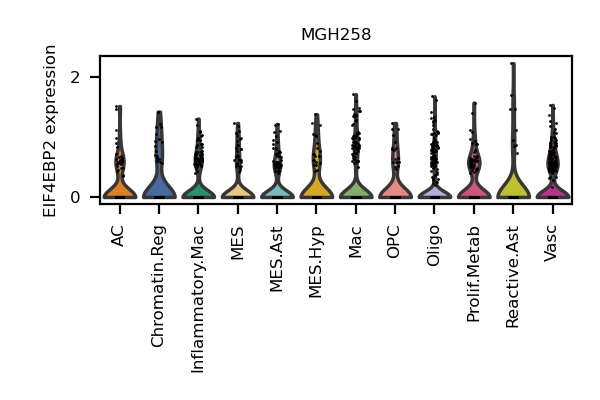 MGH258
EIF4EBP2 expression
2
0
AC
Chromatin.Reg
Inflammatory.Mac
MES
MES.Ast
MES.Hyp
Mac
OPC
Oligo
Prolif.Metab
Reactive.Ast
Vasc